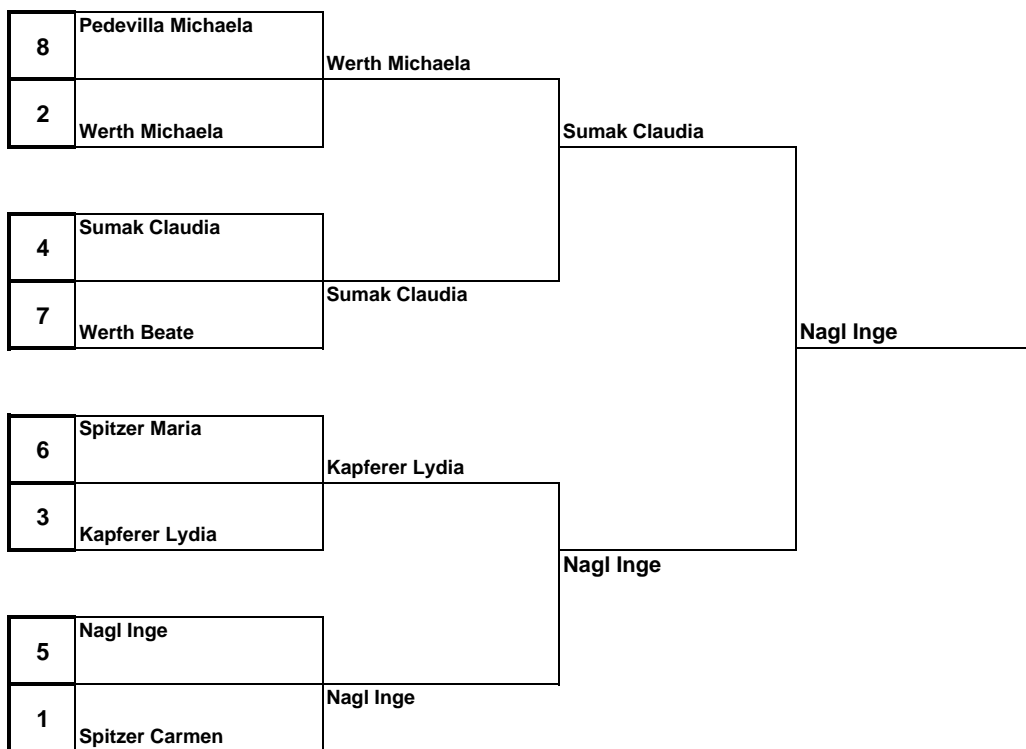 8 Pedevilla Michaela
Werth Michaela
2 Werth Michaela
Sumak Claudia
4 Sumak Claudia
Sumak Claudia
7 Werth Beate
Nagl Inge
6 Spitzer Maria
Kapferer Lydia
3 Kapferer Lydia
Nagl Inge
5 Nagl Inge
Nagl Inge
1 Spitzer Carmen